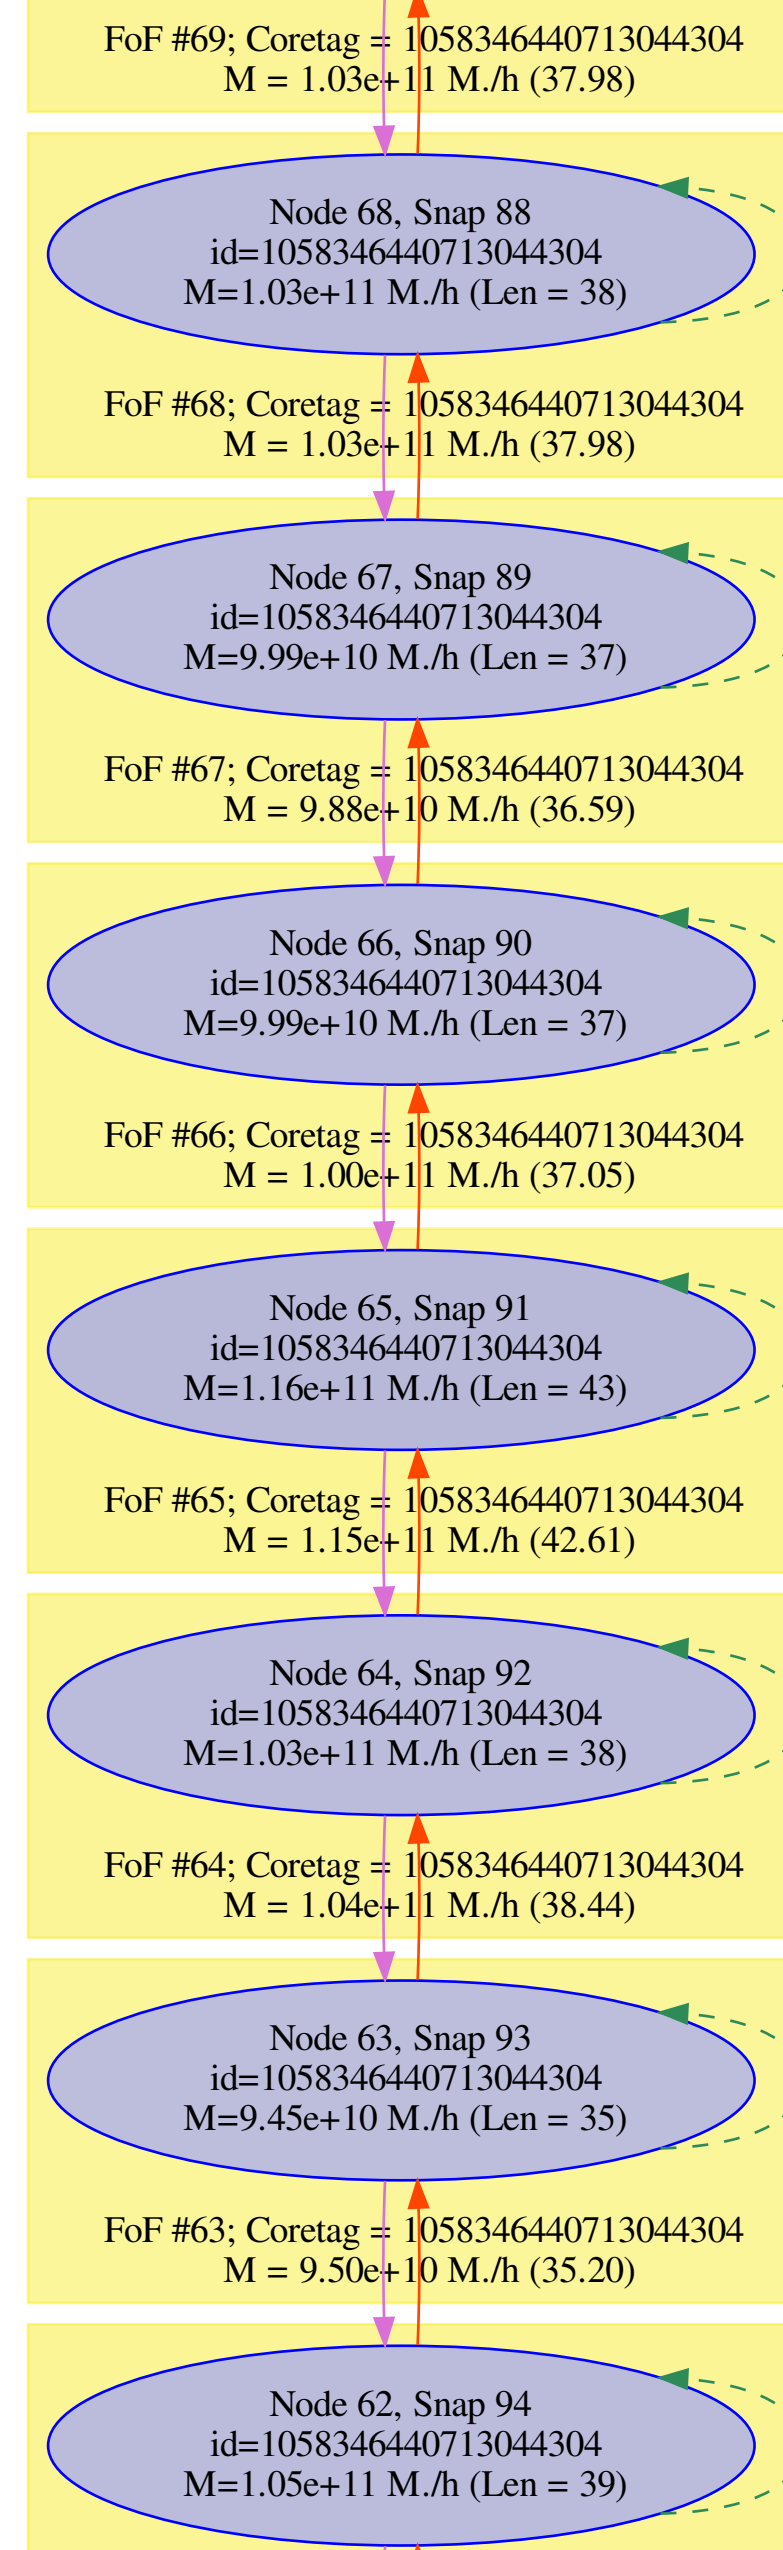 FoF #69; Coretag = 1058346440713044304
M = 1.03e+11 M./h (37.98)
Node 68, Snap 88
id=1058346440713044304
M=1.03e+11 M./h (Len = 38)
FoF #68; Coretag = 1058346440713044304
M = 1.03e+11 M./h (37.98)
Node 67, Snap 89
id=1058346440713044304
M=9.99e+10 M./h (Len = 37)
FoF #67; Coretag = 1058346440713044304
M = 9.88e+10 M./h (36.59)
Node 66, Snap 90
id=1058346440713044304
M=9.99e+10 M./h (Len = 37)
FoF #66; Coretag = 1058346440713044304
M = 1.00e+11 M./h (37.05)
Node 65, Snap 91
id=1058346440713044304
M=1.16e+11 M./h (Len = 43)
FoF #65; Coretag = 1058346440713044304
M = 1.15e+11 M./h (42.61)
Node 64, Snap 92
id=1058346440713044304
M=1.03e+11 M./h (Len = 38)
FoF #64; Coretag = 1058346440713044304
M = 1.04e+11 M./h (38.44)
Node 63, Snap 93
id=1058346440713044304
M=9.45e+10 M./h (Len = 35)
FoF #63; Coretag = 1058346440713044304
M = 9.50e+10 M./h (35.20)
Node 62, Snap 94
id=1058346440713044304
M=1.05e+11 M./h (Len = 39)